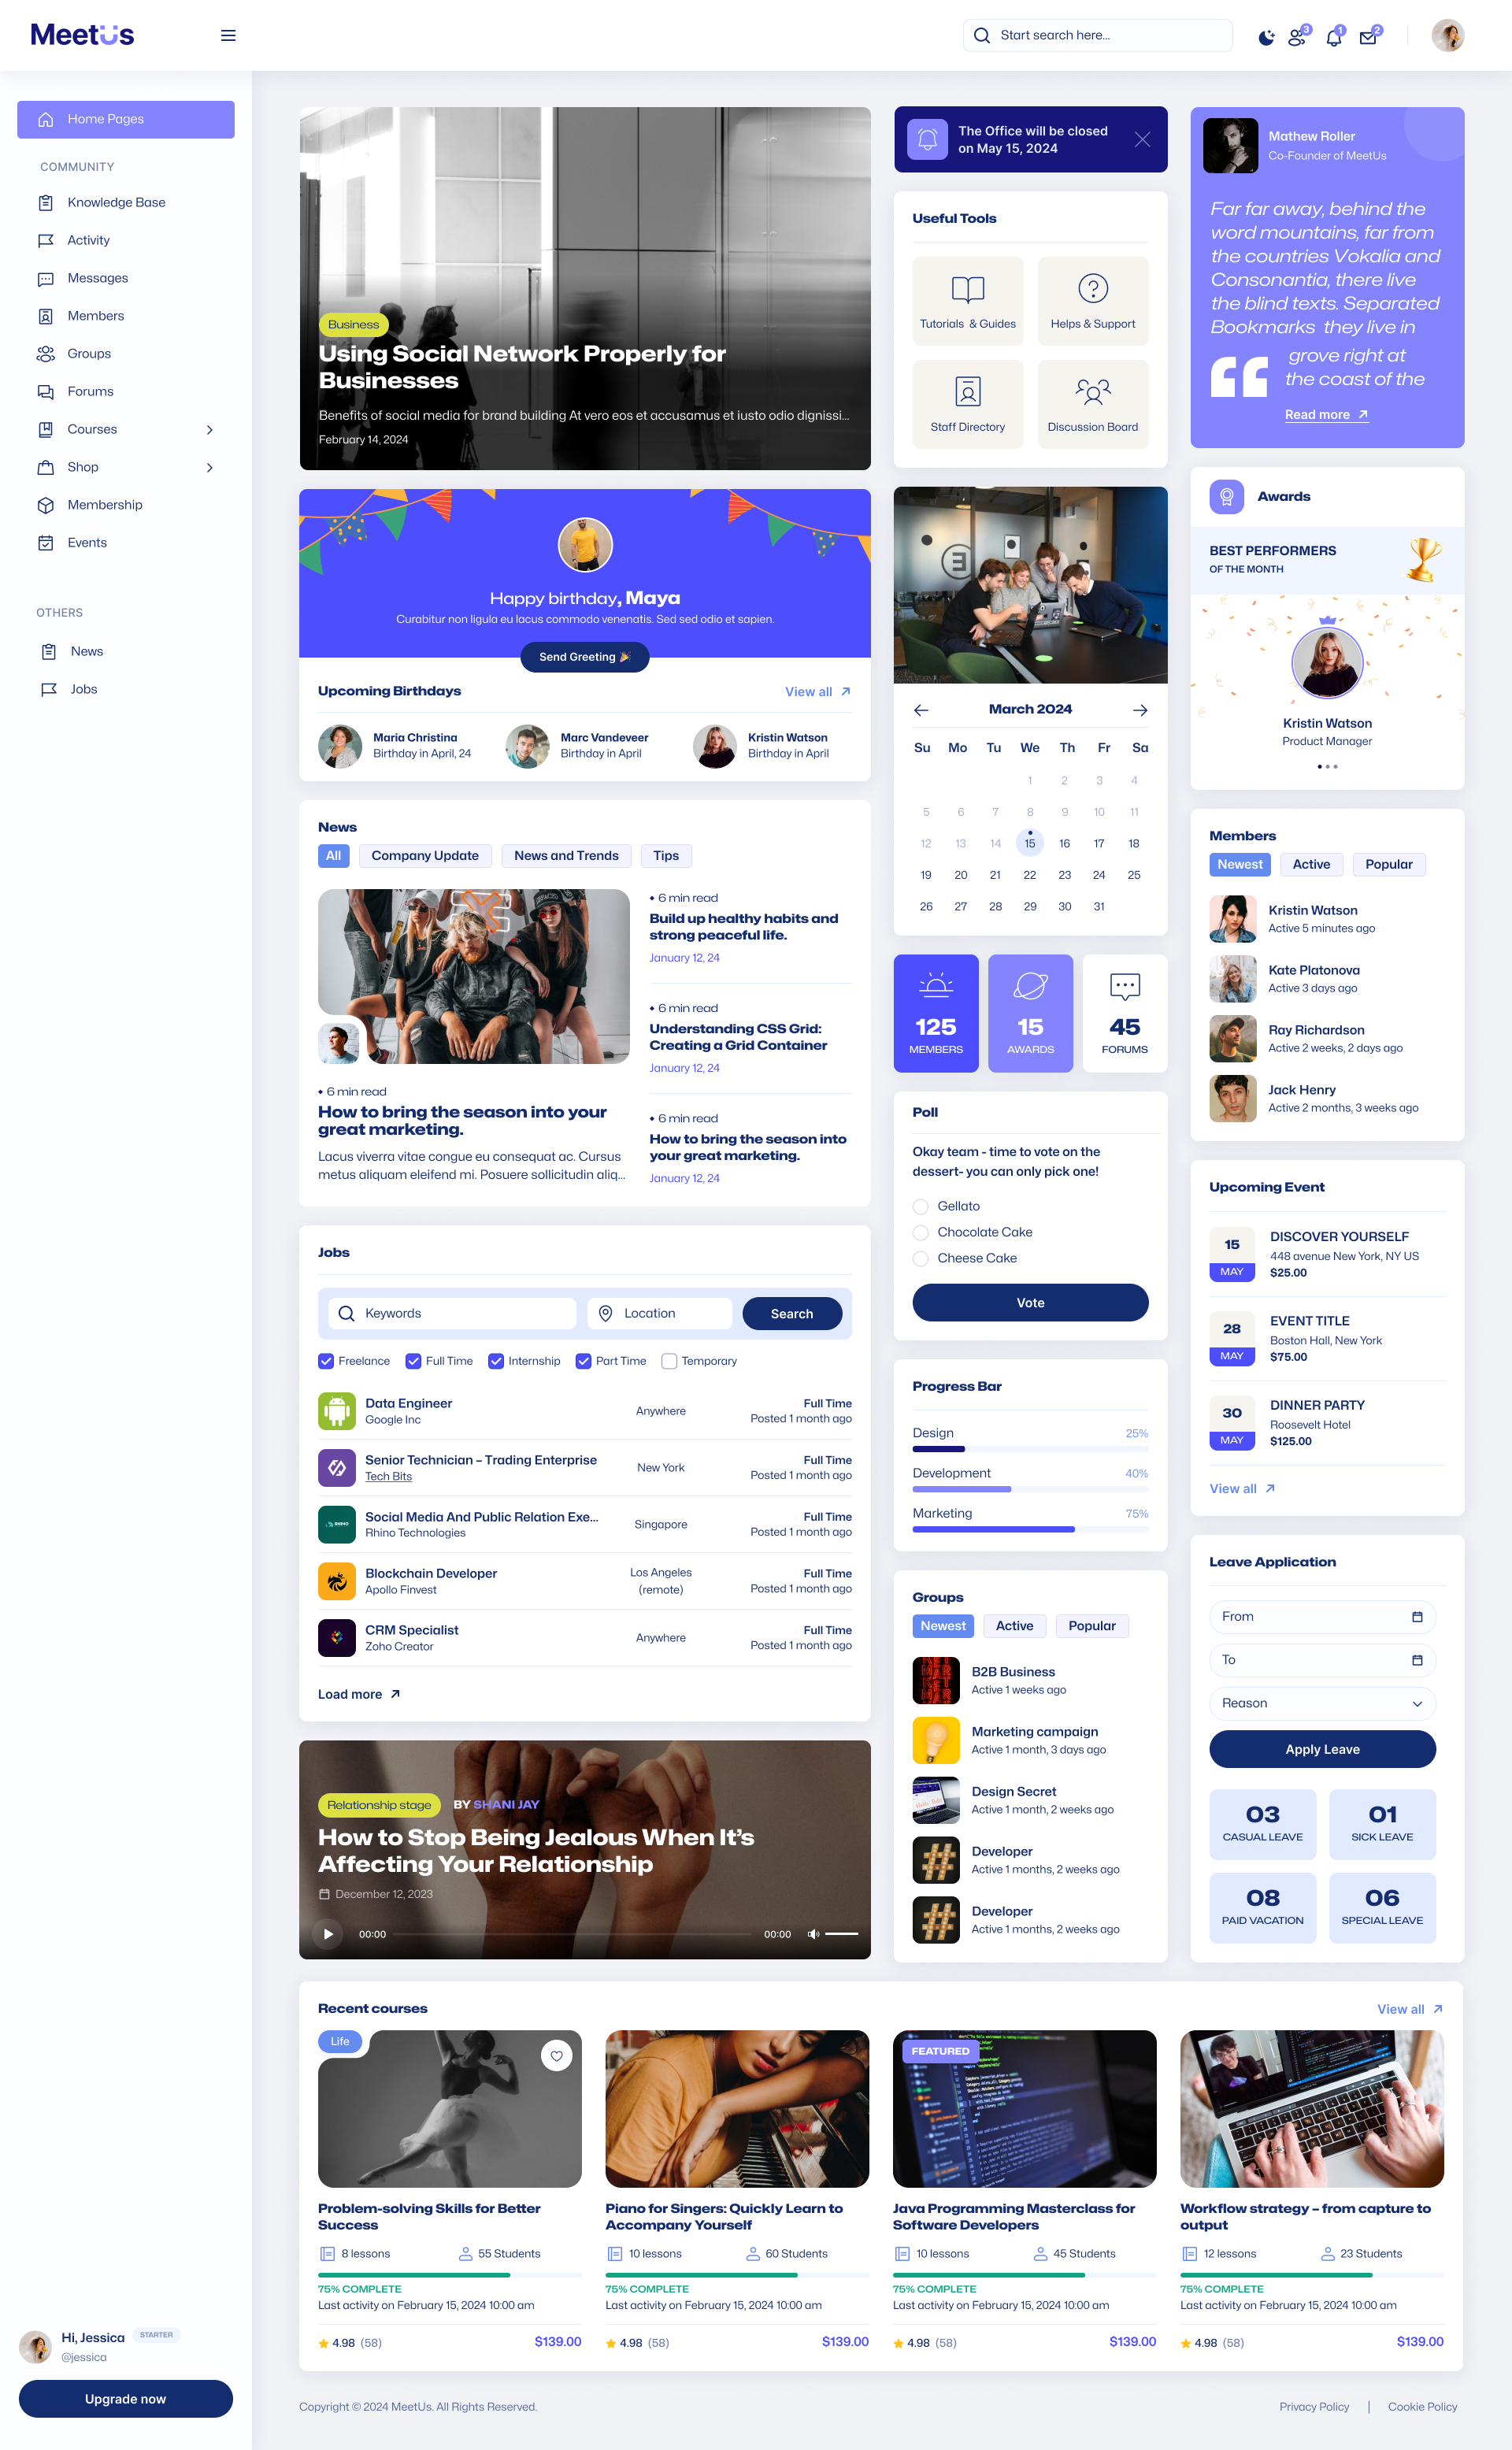 MeetUs
Start search here...
3
1
2
Home Pages
COMMUNITY
Knowledge Base
Activity
Messages
Members
Groups
Forums
Courses
Shop
Membership
Events
OTHERS
News
Jobs
Hi, Jessica
STARTER
@jessica
Upgrade now
Business
Using Social Network Properly for
Businesses
Benefits of social media for brand building At vero eos et accusamus et iusto odio dignissi...
February 14, 2024
Happy birthday, Maya
Curabitur non ligula eu lacus commodo venenatis. Sed sed odio et sapien.
Send Greeting 🎉
Upcoming Birthdays
View all
Maria Christina
Birthday in April, 24
Marc Vandeveer
Birthday in April
Kristin Watson
Birthday in April
News
All
Company Update
News and Trends
Tips
6 min read
How to bring the season into your
great marketing.
Lacus viverra vitae congue eu consequat ac. Cursus
metus aliquam eleifend mi. Posuere sollicitudin aliq...
6 min read
Build up healthy habits and
strong peaceful life.
January 12, 24
6 min read
Understanding CSS Grid:
Creating a Grid Container
January 12, 24
6 min read
How to bring the season into
your great marketing.
January 12, 24
Jobs
Keywords
Location
Search
Freelance
Full Time
Internship
Part Time
Temporary
Data Engineer
Google Inc
Anywhere
Full Time
Posted 1 month ago
Senior Technician – Trading Enterprise
Tech Bits
New York
Full Time
Posted 1 month ago
Social Media And Public Relation Exe...
Rhino Technologies
Singapore
Full Time
Posted 1 month ago
Blockchain Developer
Apollo Finvest
Los Angeles
(remote)
Full Time
Posted 1 month ago
CRM Specialist
Zoho Creator
Anywhere
Full Time
Posted 1 month ago
Load more
Relationship stage
BY SHANI JAY
How to Stop Being Jealous When It's
Affecting Your Relationship
December 12, 2023
00:00
00:00
The Office will be closed
on May 15, 2024
Useful Tools
Tutorials & Guides
Helps & Support
Staff Directory
Discussion Board
March 2024
Su Mo Tu We Th Fr Sa
1 2 3 4
5 6 7 8 9 10 11
12 13 14 15 16 17 18
19 20 21 22 23 24 25
26 27 28 29 30 31
125
MEMBERS
15
AWARDS
45
FORUMS
Poll
Okay team - time to vote on the
dessert- you can only pick one!
Gellato
Chocolate Cake
Cheese Cake
Vote
Progress Bar
Design
25%
Development
40%
Marketing
75%
Groups
Newest
Active
Popular
B2B Business
Active 1 weeks ago
Marketing campaign
Active 1 month, 3 days ago
Design Secret
Active 1 month, 2 weeks ago
Developer
Active 1 months, 2 weeks ago
Developer
Active 1 months, 2 weeks ago
Mathew Roller
Co-Founder of MeetUs
Far far away, behind the
word mountains, far from
the countries Vokalia and
Consonantia, there live
the blind texts. Separated
Bookmarks they live in
grove right at
the coast of the
Read more
Awards
BEST PERFORMERS
OF THE MONTH
Kristin Watson
Product Manager
Members
Newest
Active
Popular
Kristin Watson
Active 5 minutes ago
Kate Platonova
Active 3 days ago
Ray Richardson
Active 2 weeks, 2 days ago
Jack Henry
Active 2 months, 3 weeks ago
Upcoming Event
15
MAY
DISCOVER YOURSELF
448 avenue New York, NY US
$25.00
28
MAY
EVENT TITLE
Boston Hall, New York
$75.00
30
MAY
DINNER PARTY
Roosevelt Hotel
$125.00
View all
Leave Application
From
To
Reason
Apply Leave
03
CASUAL LEAVE
01
SICK LEAVE
08
PAID VACATION
06
SPECIAL LEAVE
Recent courses
View all
Life
Problem-solving Skills for Better
Success
8 lessons
55 Students
75% COMPLETE
Last activity on February 15, 2024 10:00 am
4.98 (58)
$139.00
Piano for Singers: Quickly Learn to
Accompany Yourself
10 lessons
60 Students
75% COMPLETE
Last activity on February 15, 2024 10:00 am
4.98 (58)
$139.00
FEATURED
Java Programming Masterclass for
Software Developers
10 lessons
45 Students
75% COMPLETE
Last activity on February 15, 2024 10:00 am
4.98 (58)
$139.00
Workflow strategy – from capture to
output
12 lessons
23 Students
75% COMPLETE
Last activity on February 15, 2024 10:00 am
4.98 (58)
$139.00
Copyright © 2024 MeetUs. All Rights Reserved.
Privacy Policy
Cookie Policy